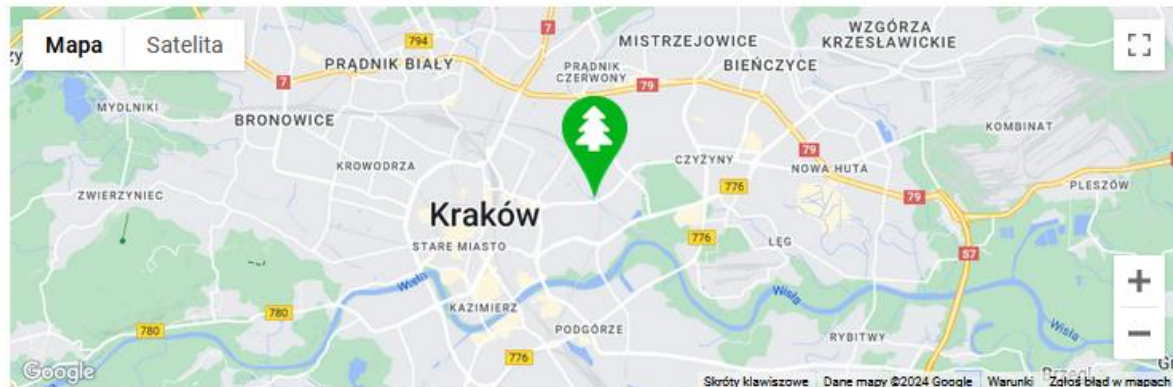 Mapa
Satelita
7
794
7
MISTRZEJOWICE
WZGÓRZA
KRZESŁAWICKIE
PRĄDNIK BIAŁY
PRĄDNIK
CZERWONY
BIEŃCZYCE
7
79
MYDLNIKI
BRONOWICE
KOMBINAT
KROWODRZA
CZYŻYNY
79
NOWA HUTA
ZWIERZYNIEC
776
79
PLESZÓW
Kraków
STARE MIASTO
776
ŁĘG
S7
Wisła
KAZIMIERZ
Wisła
Wisła
780
780
PODGÓRZE
RYBITWY
776
Google
Skróty klawiszowe
Dane mapy ©2024 Google
Warunki
Zgłoś błąd w mapach